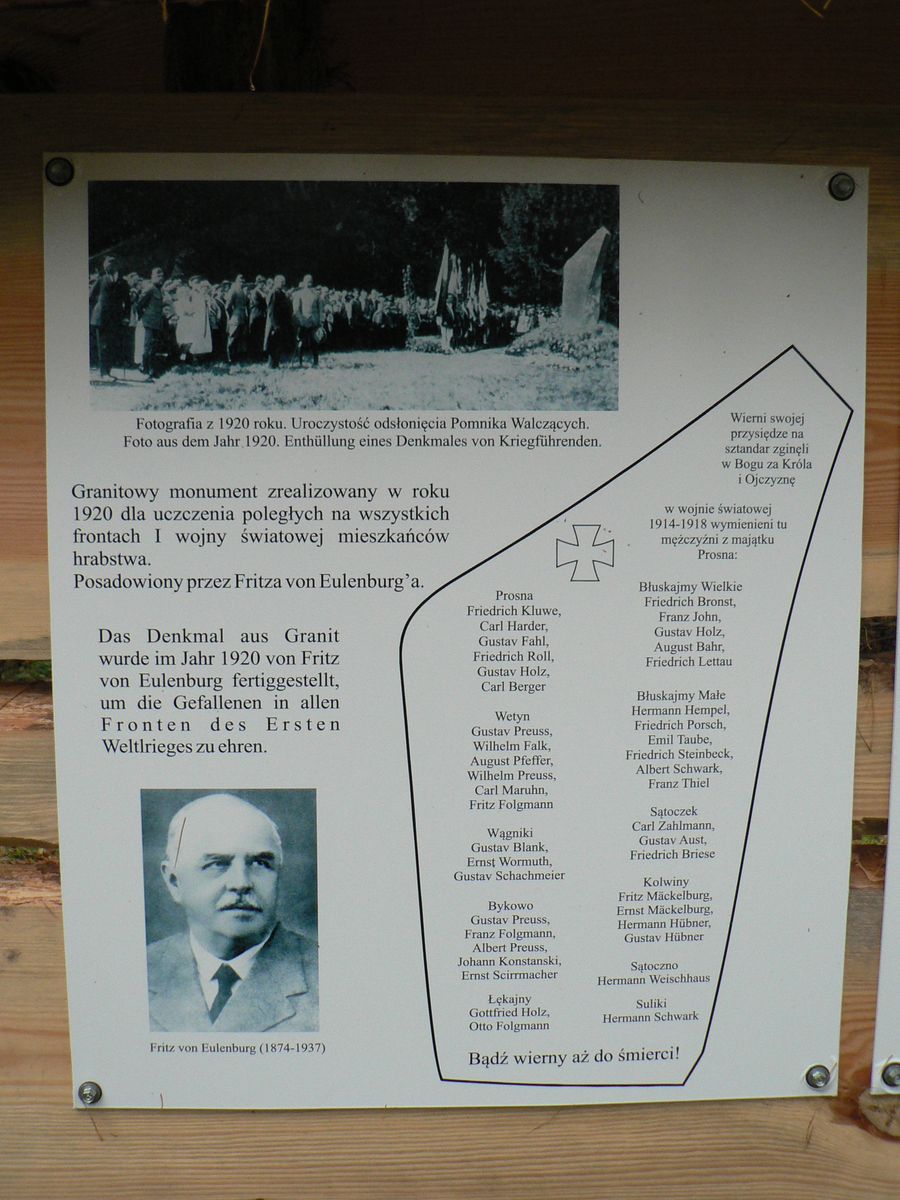 Fotografia z 1920 roku. Uroczystość odsłonięcia Pomnika Walczących.
Foto aus dem Jahr 1920. Enthüllung eines Denkmales von Kriegführenden.
Granitowy monument zrealizowany w roku
1920 dla uczczenia poległych na wszystkich
frontach I wojny światowej mieszkańców
hrabstwa.
Posadowiony przez Fritza von Eulenburg'a.
Das Denkmal aus Granit
wurde im Jahr 1920 von Fritz
von Eulenburg fertiggestellt,
um die Gefallenen in allen
Fronten des Ersten
Weltlrieges zu ehren.
Fritz von Eulenburg (1874-1937)
Wierni swojej
przysiędze na
sztandar zginęli
w Bogu za Króla
i Ojczyznę
w wojnie światowej
1914-1918 wymienieni tu
mężczyźni z majątku
Prosna:
Prosna
Friedrich Kluwe,
Carl Harder,
Gustav Fahl,
Friedrich Roll,
Gustav Holz,
Carl Berger
Wetyn
Gustav Preuss,
Wilhelm Falk,
August Pfeffer,
Wilhelm Preuss,
Carl Maruhn,
Fritz Folgmann
Wągniki
Gustav Blank,
Ernst Wormuth,
Gustav Schachmeier
Bykowo
Gustav Preuss,
Franz Folgmann,
Albert Preuss,
Johann Konstanski,
Ernst Scirrmacher
Łękajny
Gottfried Holz,
Otto Folgmann
Błuskajmy Wielkie
Friedrich Bronst,
Franz John,
Gustav Holz,
August Bahr,
Friedrich Lettau
Błuskajmy Małe
Hermann Hempel,
Friedrich Porsch,
Emil Taube,
Friedrich Steinbeck,
Albert Schwark,
Franz Thiel
Sątoczek
Carl Zahlmann,
Gustav Aust,
Friedrich Briese
Kolwiny
Fritz Mäckelburg,
Ernst Mäckelburg,
Hermann Hübner,
Gustav Hübner
Sątoczno
Hermann Weischhaus
Suliki
Hermann Schwark
Bądź wierny aż do śmierci!